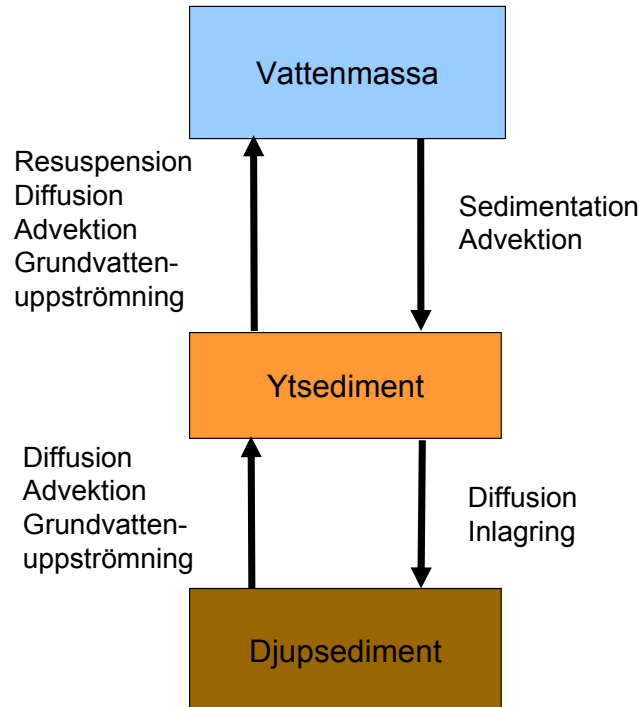 Vattenmassa
Resuspension
Diffusion
Advektion
Grundvatten-
uppströmning
Sedimentation
Advektion
Ytsediment
Diffusion
Advektion
Grundvatten-
uppströmning
Diffusion
Inlagring
Djupsediment